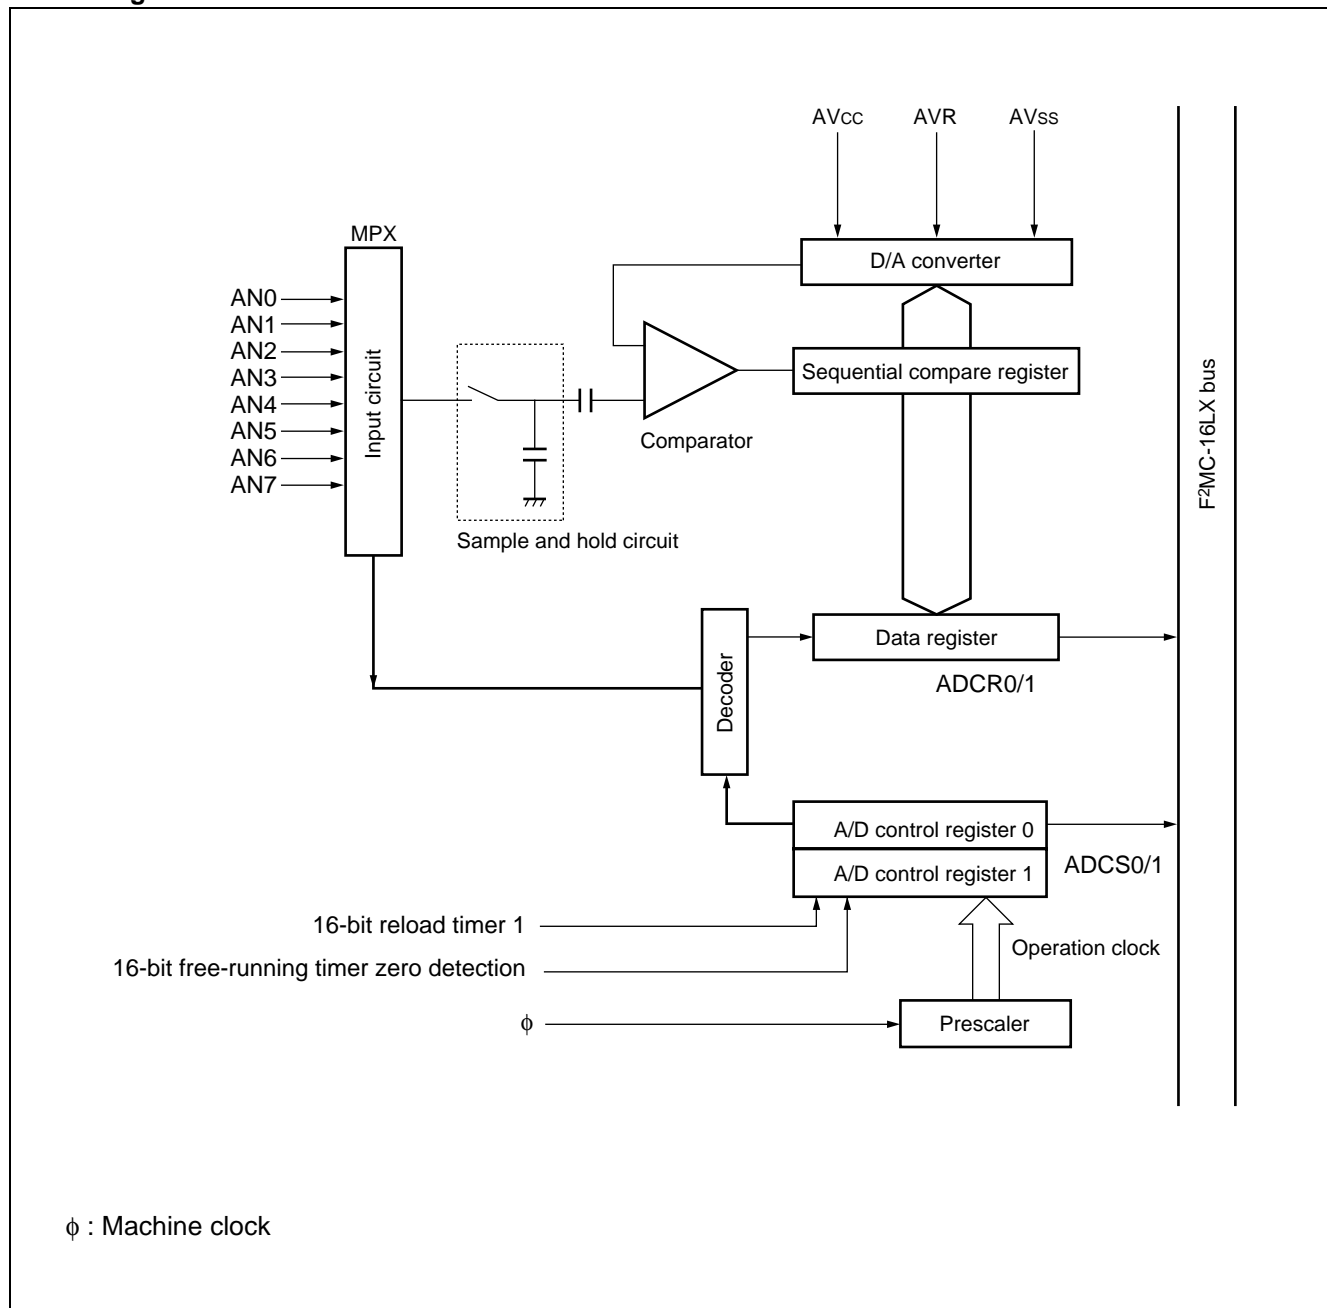 AVCC AVR AVSS
MPX
D/A converter
AN0
AN1
AN2
AN3
AN4
AN5
AN6
AN7
Input circuit
Sequential compare register
Comparator
F²MC-16LX bus
Sample and hold circuit
Decoder
Data register
ADCR0/1
A/D control register 0
A/D control register 1
ADCS0/1
16-bit reload timer 1
Operation clock
16-bit free-running timer zero detection
ϕ
Prescaler
ϕ : Machine clock